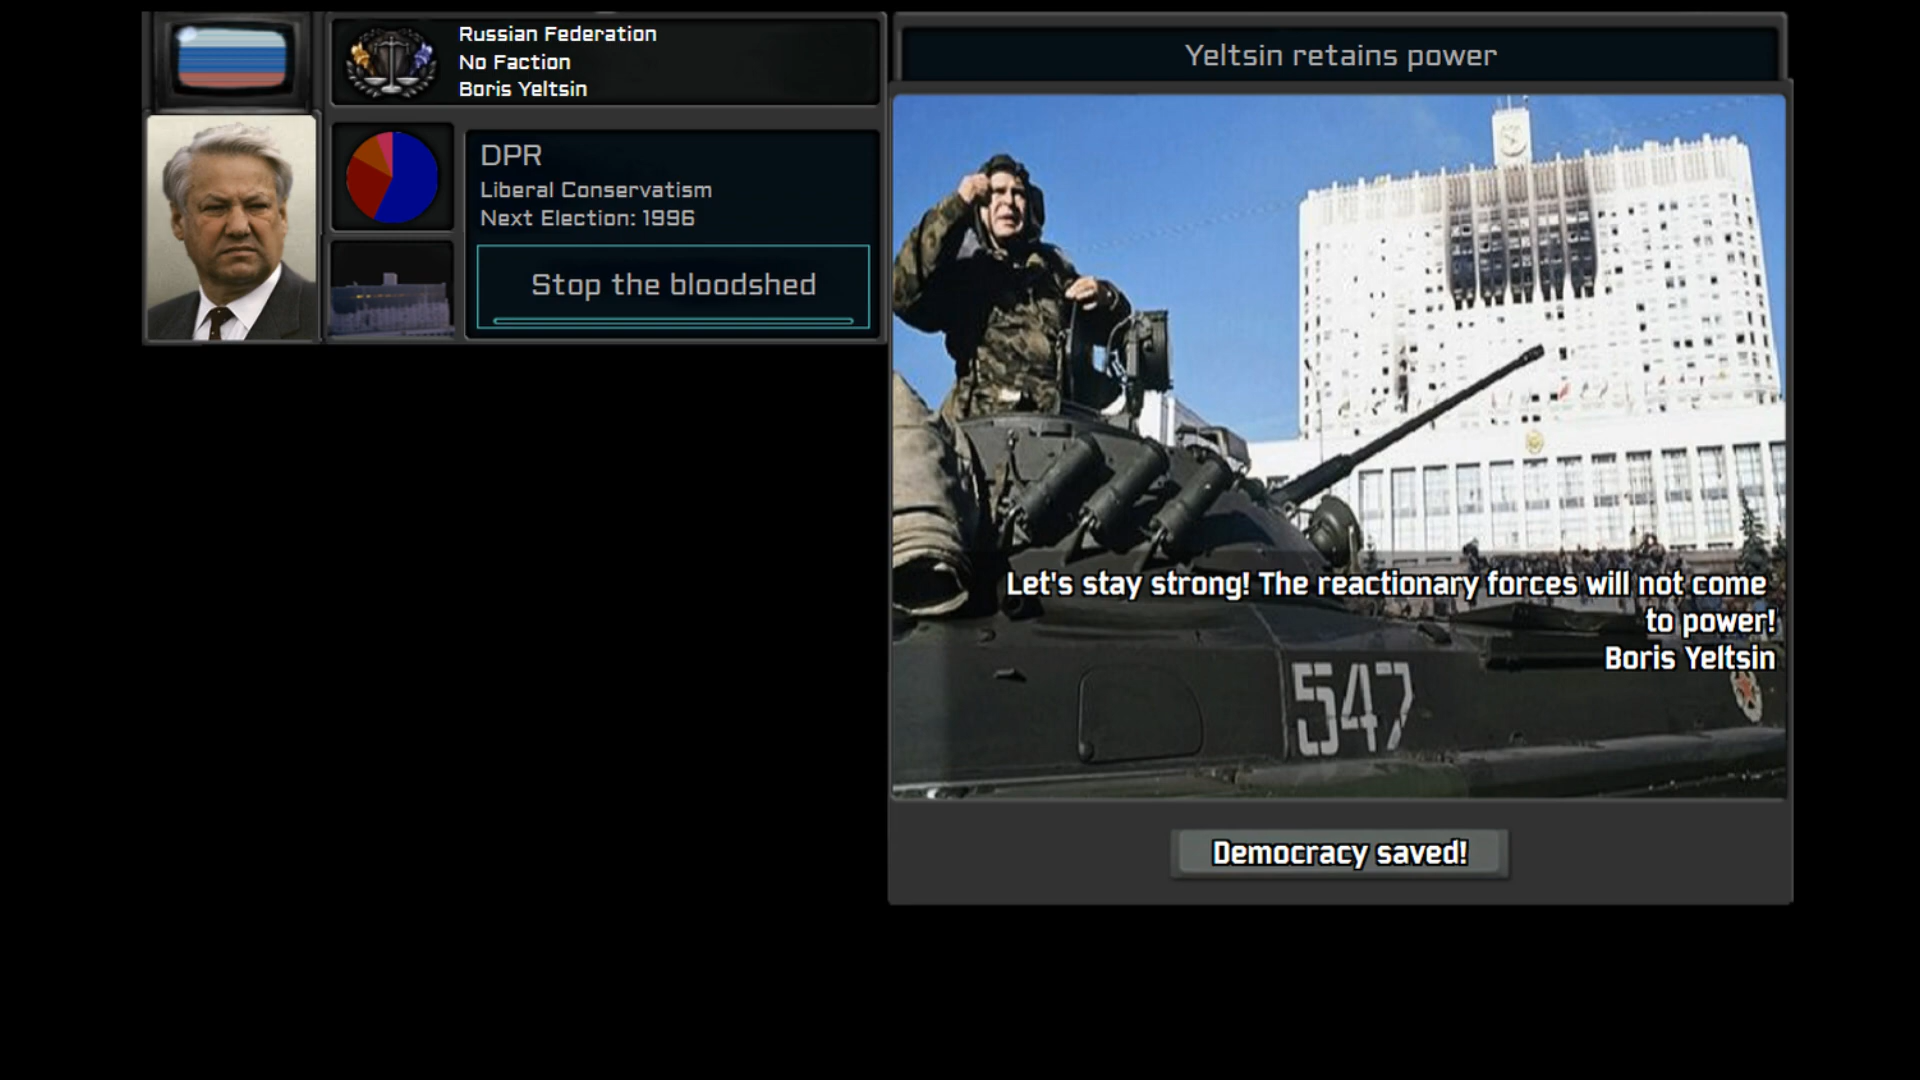 Russian Federation
No Faction
Boris Yeltsin
DPR
Liberal Conservatism
Next Election: 1996
Stop the bloodshed
Yeltsin retains power
Let's stay strong! The reactionary forces will not come
to power!
Boris Yeltsin
547
Democracy saved!